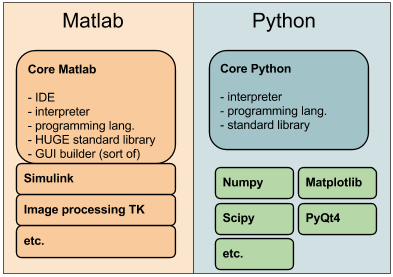 Matlab
Core Matlab
- IDE
- interpreter
- programming lang.
- HUGE standard library
- GUI builder (sort of)
Simulink
Image processing TK
etc.
Python
Core Python
- interpreter
- programming lang.
- standard library
Numpy
Matplotlib
Scipy
PyQt4
etc.